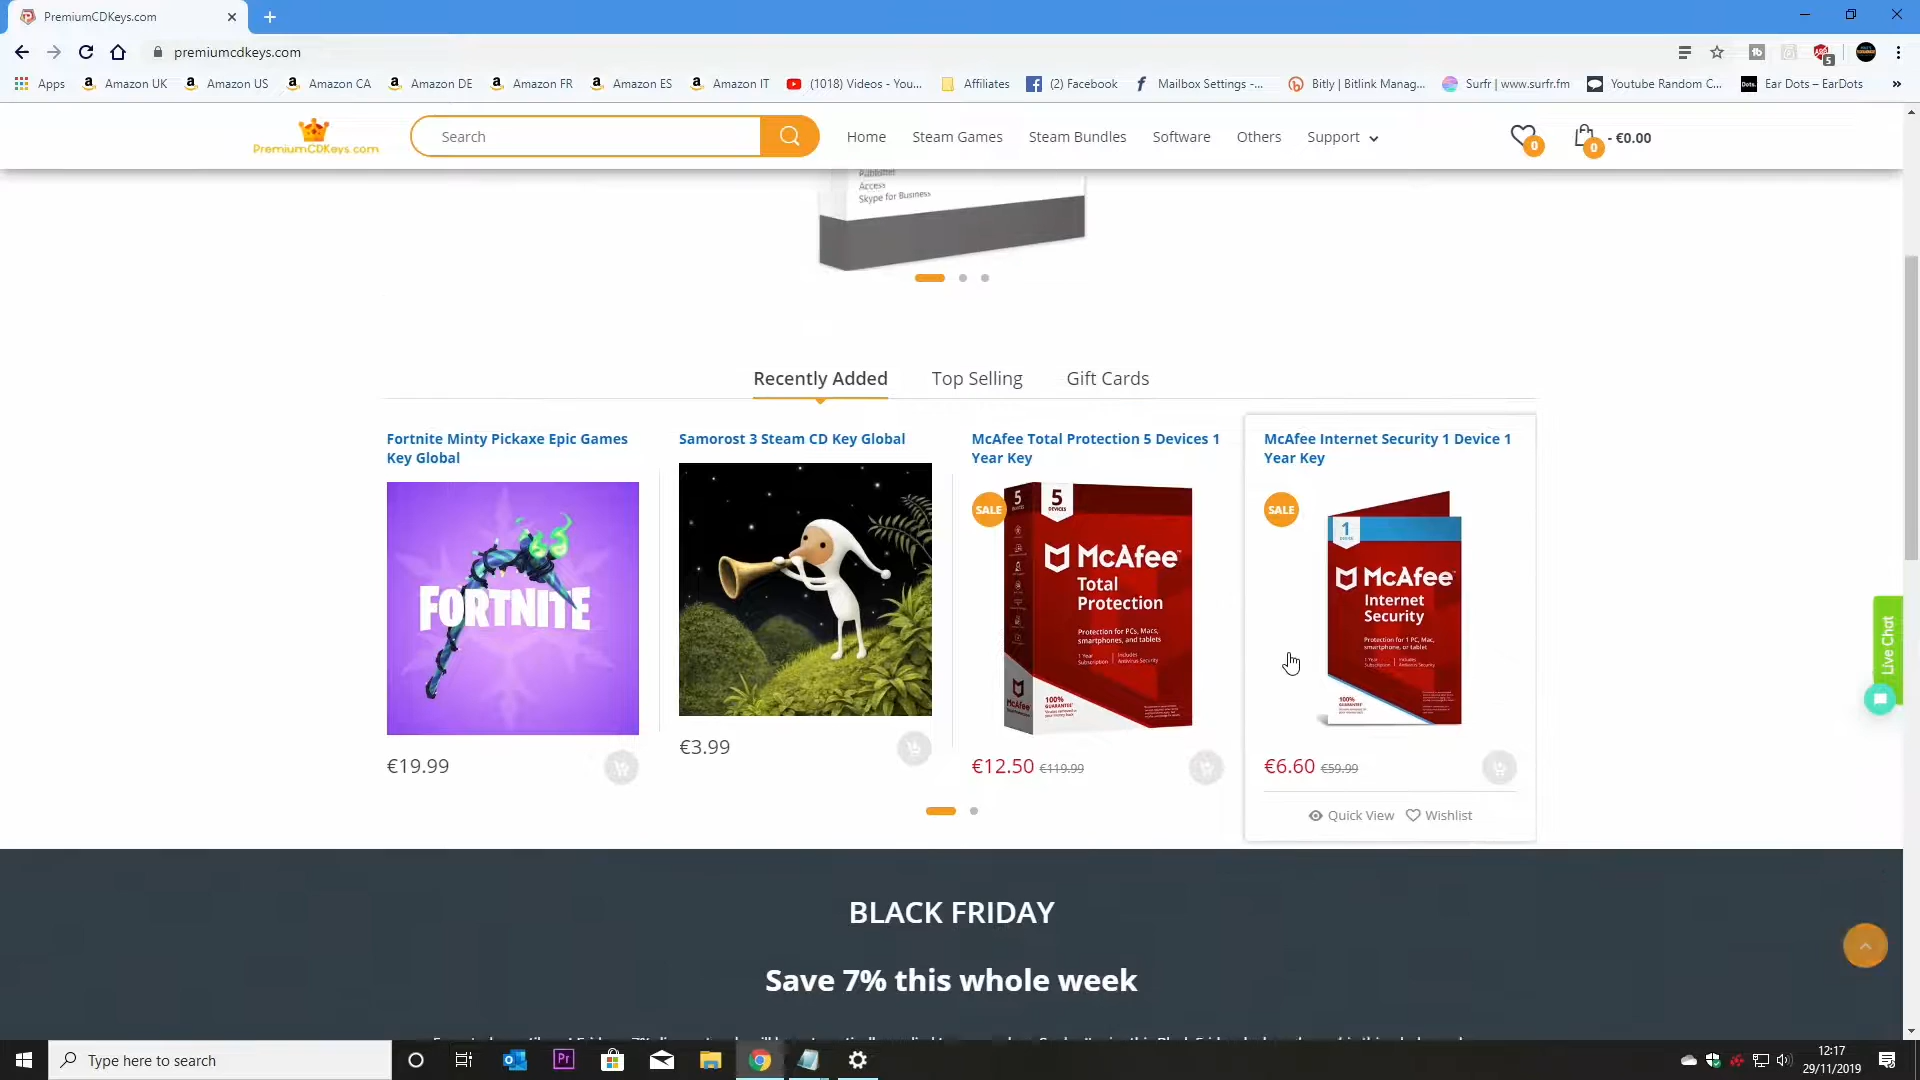 PremiumCDKeys.com
premiumcdkeys.com
5
Apps
Amazon UK
Amazon US
Amazon CA
Amazon DE
Amazon FR
Amazon ES
Amazon IT
(1018) Videos - You...
Affiliates
(2) Facebook
Mailbox Settings -...
Bitly | Bitlink Manag...
Surfr | www.surfr.fm
Youtube Random C...
Dots.
Ear Dots – EarDots
»
PremiumCDKeys.com
Search
Home
Steam Games
Steam Bundles
Software
Others
Support
0
0
- €0.00
Publisher
Access
Skype for Business
Recently Added
Top Selling
Gift Cards
Fortnite Minty Pickaxe Epic Games
Key Global
FORTNITE
€19.99
Samorost 3 Steam CD Key Global
€3.99
McAfee Total Protection 5 Devices 1
Year Key
SALE
5
5
DEVICES
McAfee™
Total
Protection
Protection for PCs, Macs,
smartphones, and tablets
1 Year
Subscription
Includes
Antivirus Security
McAfee
100%
GUARANTEE
€12.50 €119.99
McAfee Internet Security 1 Device 1
Year Key
SALE
1
DEVICE
McAfee™
Internet
Security
Protection for 1 PC, Mac,
smartphone, or tablet
1 Year
Subscription
Includes
Antivirus Security
100%
GUARANTEE
€6.60 €59.99
Quick View
Wishlist
Live Chat
BLACK FRIDAY
Save 7% this whole week
Type here to search
Pr
12:17
29/11/2019